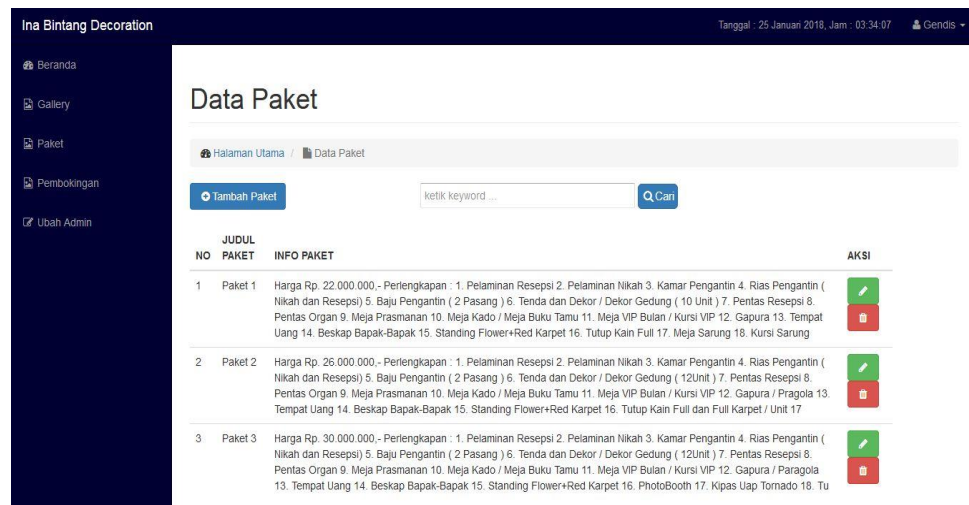 Ina Bintang Decoration
Tanggal : 25 Januari 2018, Jam : 03:34:07
Gendis
Beranda
Gallery
Paket
Pembokingan
Ubah Admin
Data Paket
Halaman Utama / Data Paket
Tambah Paket
ketik keyword ...
Cari
NO JUDUL PAKET INFO PAKET AKSI
1 Paket 1 Harga Rp. 22.000.000,- Perlengkapan : 1. Pelaminan Resepsi 2. Pelaminan Nikah 3. Kamar Pengantin 4. Rias Pengantin (
Nikah dan Resepsi) 5. Baju Pengantin ( 2 Pasang ) 6. Tenda dan Dekor / Dekor Gedung ( 10 Unit ) 7. Pentas Resepsi 8.
Pentas Organ 9. Meja Prasmanan 10. Meja Kado / Meja Buku Tamu 11. Meja VIP Bulan / Kursi VIP 12. Gapura 13. Tempat
Uang 14. Beskap Bapak-Bapak 15. Standing Flower+Red Karpet 16. Tutup Kain Full 17. Meja Sarung 18. Kursi Sarung
2 Paket 2 Harga Rp. 26.000.000,- Perlengkapan : 1. Pelaminan Resepsi 2. Pelaminan Nikah 3. Kamar Pengantin 4. Rias Pengantin (
Nikah dan Resepsi) 5. Baju Pengantin ( 2 Pasang ) 6. Tenda dan Dekor / Dekor Gedung ( 12Unit ) 7. Pentas Resepsi 8.
Pentas Organ 9. Meja Prasmanan 10. Meja Kado / Meja Buku Tamu 11. Meja VIP Bulan / Kursi VIP 12. Gapura / Pragola 13.
Tempat Uang 14. Beskap Bapak-Bapak 15. Standing Flower+Red Karpet 16. Tutup Kain Full dan Full Karpet / Unit 17
3 Paket 3 Harga Rp. 30.000.000,- Perlengkapan : 1. Pelaminan Resepsi 2. Pelaminan Nikah 3. Kamar Pengantin 4. Rias Pengantin (
Nikah dan Resepsi) 5. Baju Pengantin ( 2 Pasang ) 6. Tenda dan Dekor / Dekor Gedung ( 12Unit ) 7. Pentas Resepsi 8.
Pentas Organ 9. Meja Prasmanan 10. Meja Kado / Meja Buku Tamu 11. Meja VIP Bulan / Kursi VIP 12. Gapura / Paragola
13. Tempat Uang 14. Beskap Bapak-Bapak 15. Standing Flower+Red Karpet 16. PhotoBooth 17. Kipas Uap Tornado 18. Tu